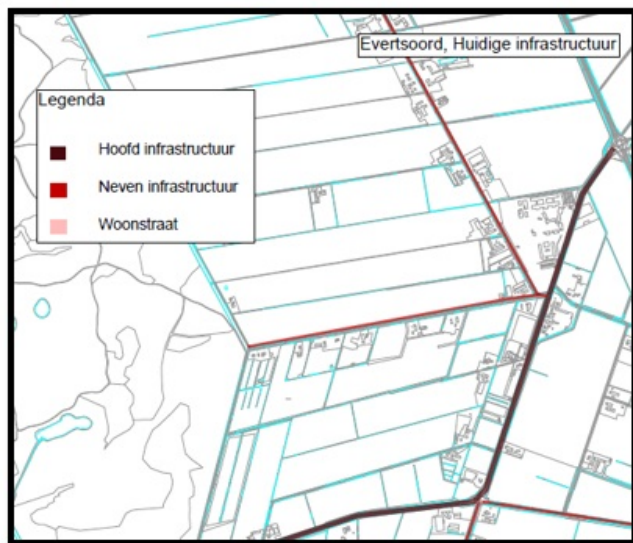 Evertsoord, Huidige infrastructuur
Legenda
Hoofd infrastructuur
Neven infrastructuur
Woonstraat